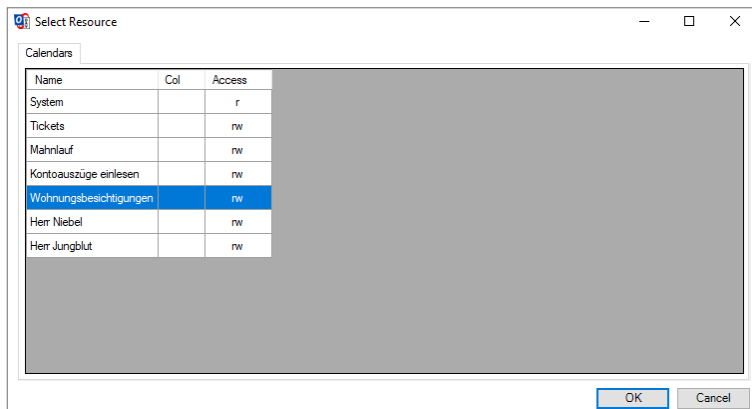 Select Resource
Calendars
Name Col Access
System r
Tickets rw
Mahnlauf rw
Kontoauszüge einlesen rw
Wohnungsbesichtigungen rw
Herr Niebel rw
Herr Jungblut rw
OK Cancel